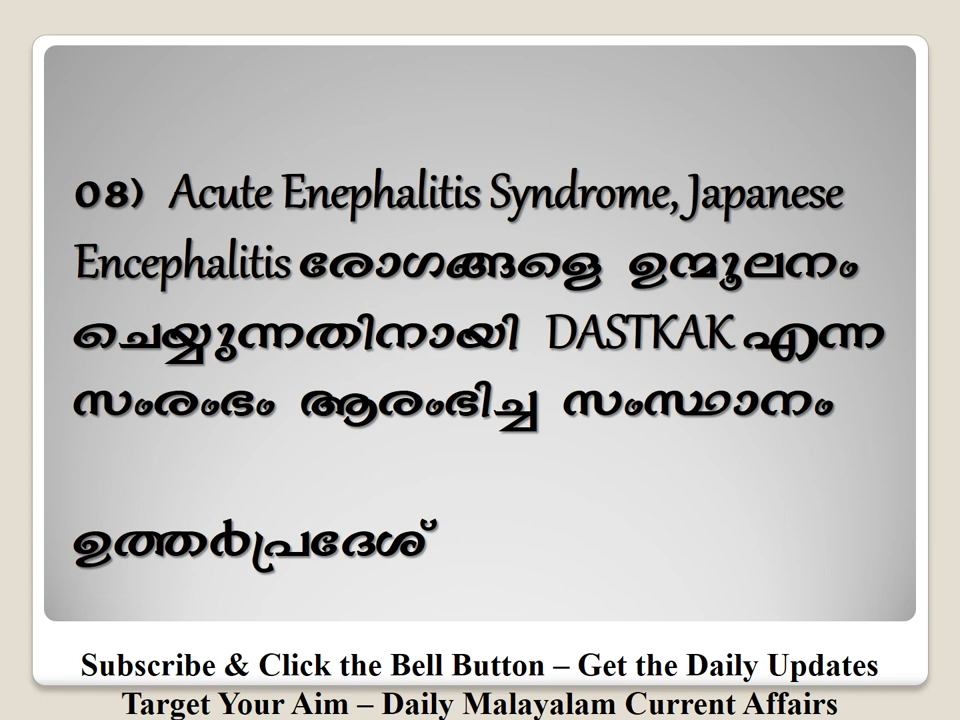 08) Acute Enephalitis Syndrome, Japanese
Encephalitis രോഗങ്ങളെ ഉന്മൂലനം
ചെയ്യുന്നതിനായി DASTKAK എന്ന
സംരംഭം ആരംഭിച്ച സംസ്ഥാനം
ഉത്തർപ്രദേശ്
Subscribe & Click the Bell Button – Get the Daily Updates
Target Your Aim – Daily Malayalam Current Affairs